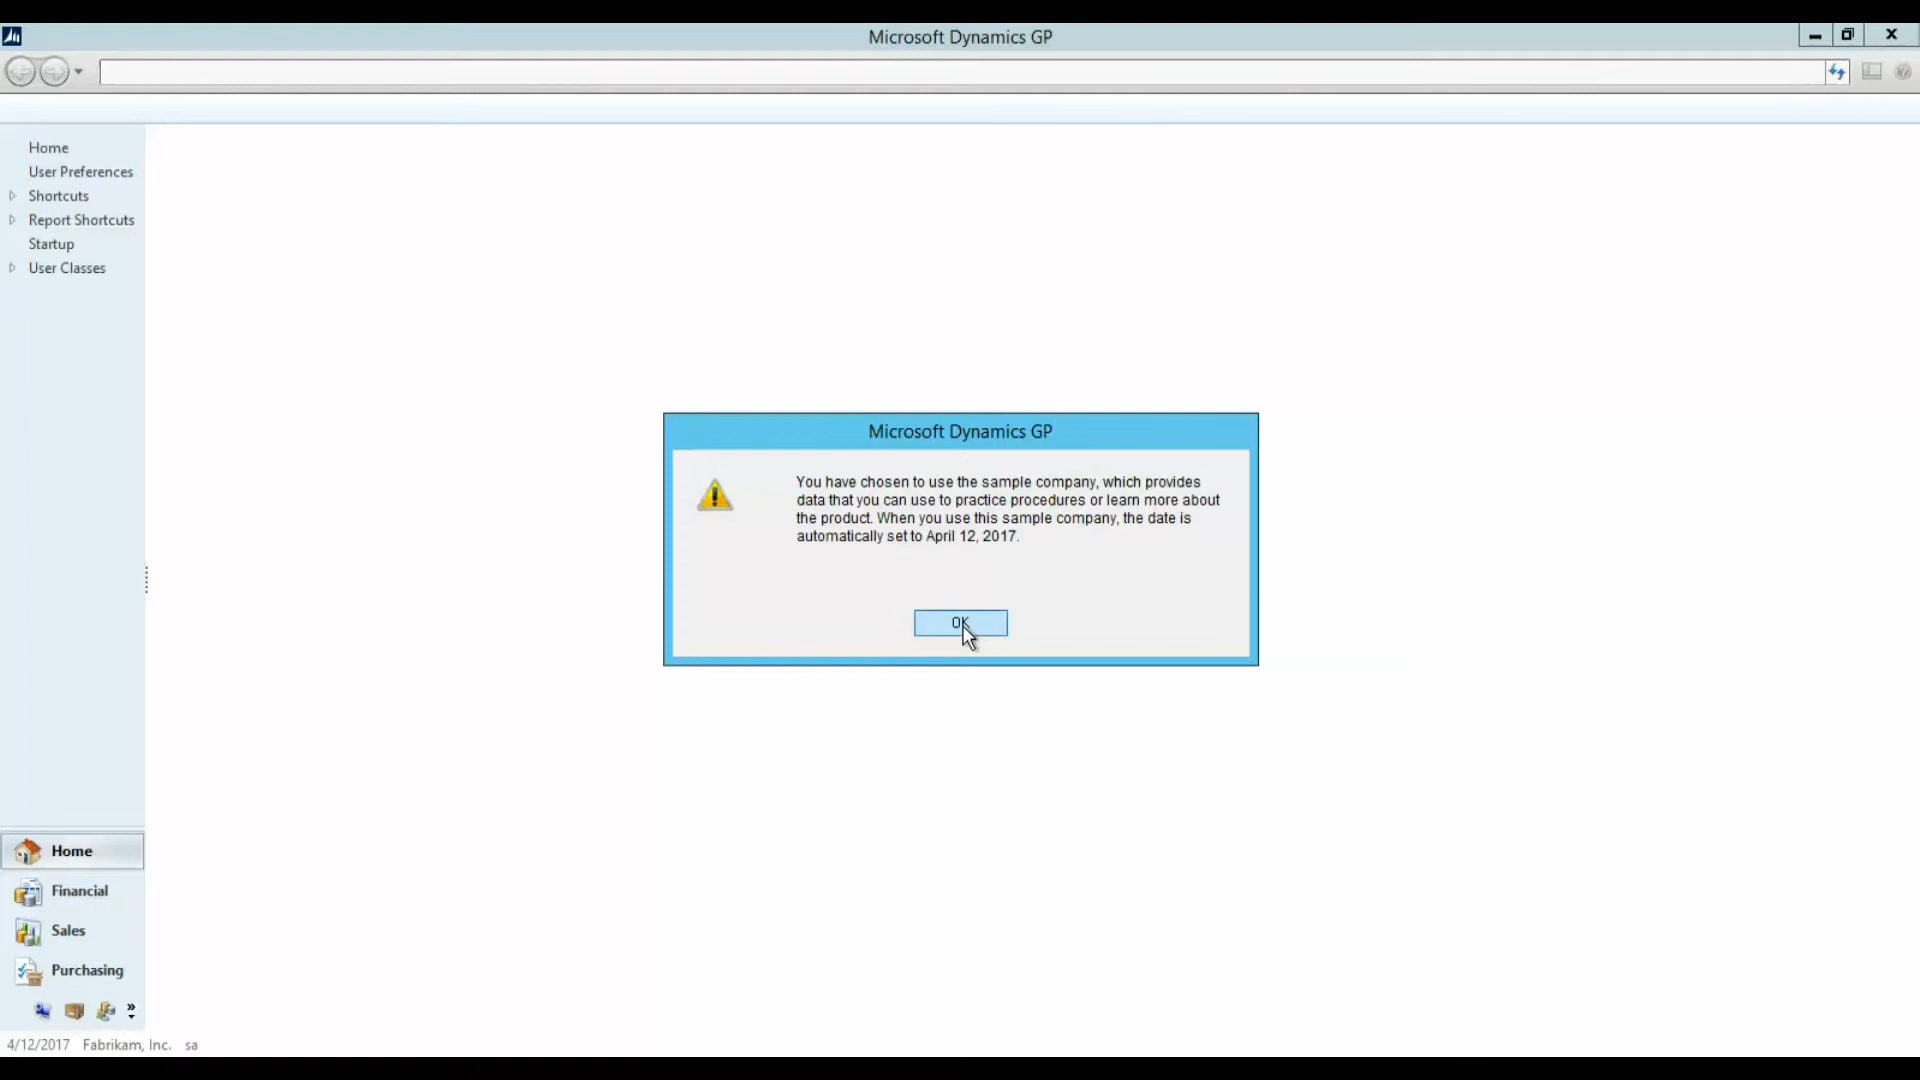 Microsoft Dynamics GP
Home
User Preferences
Shortcuts
Report Shortcuts
Startup
User Classes
Microsoft Dynamics GP
You have chosen to use the sample company, which provides
data that you can use to practice procedures or learn more about
the product. When you use this sample company, the date is
automatically set to April 12, 2017.
OK
Home
Financial
Sales
Purchasing
4/12/2017 Fabrikam, Inc. sa